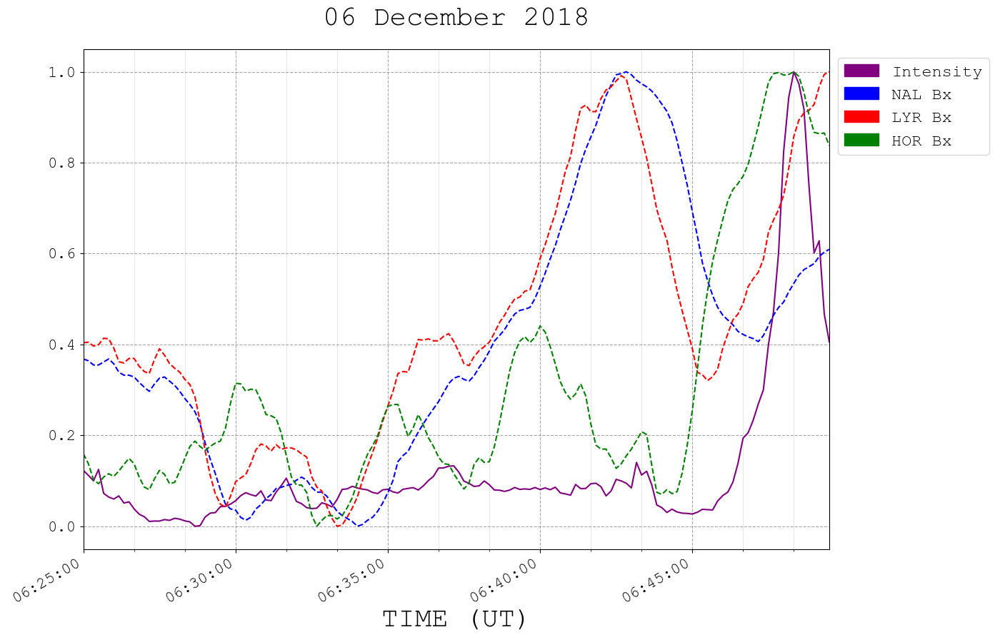 06 December 2018
Intensity
NAL Bx
LYR Bx
HOR Bx
1.0
0.8
0.6
0.4
0.2
0.0
06:25:00
06:30:00
06:35:00
06:40:00
06:45:00
TIME (UT)